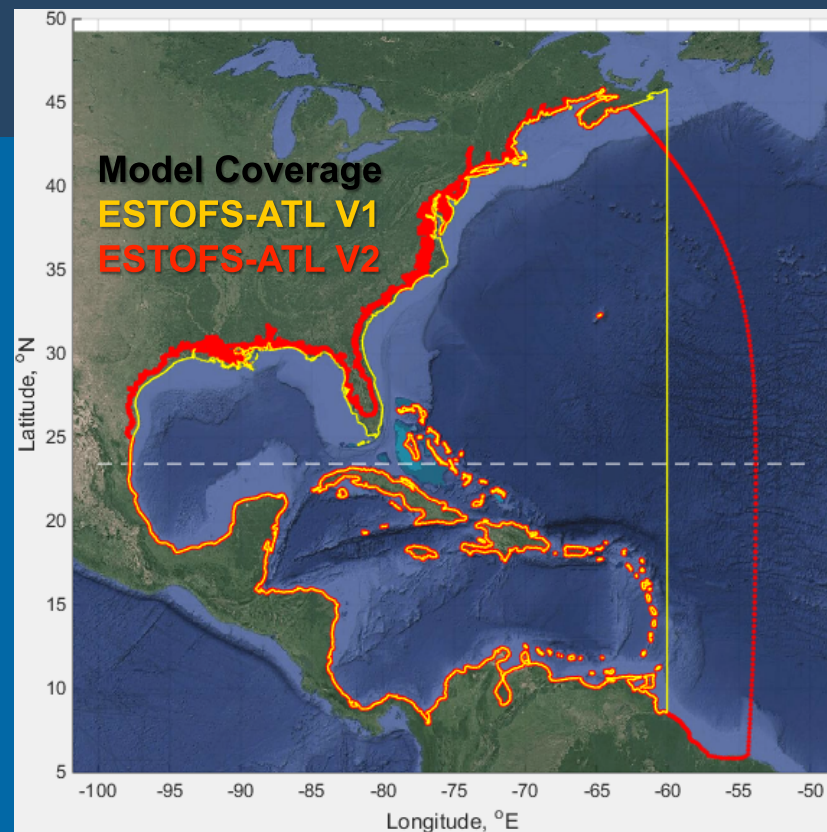 50
45
40
35
30
25
20
15
10
5
Latitude, °N
Model Coverage
ESTOFS-ATL V1
ESTOFS-ATL V2
-100 -95 -90 -85 -80 -75 -70 -65 -60 -55 -50
Longitude, °E